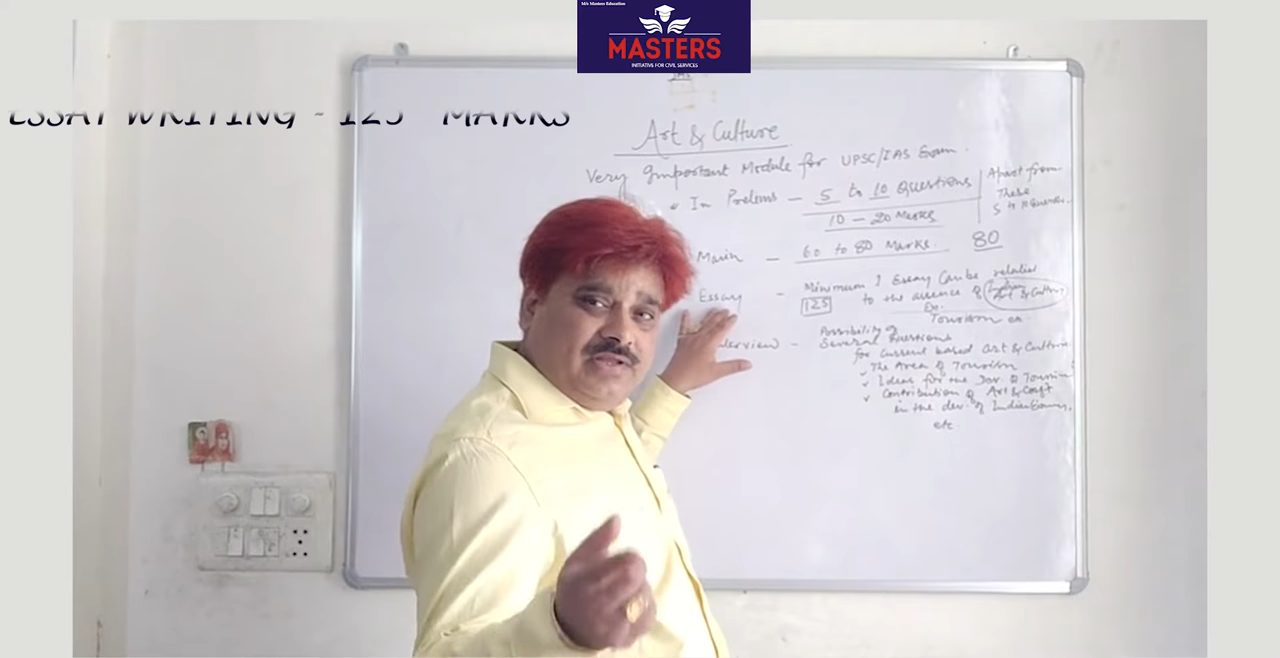 M/s Masters Education
MASTERS
INITIATIVE FOR CIVIL SERVICES
ESSAY WRITING - 125 MARKS
Art & Culture
Very Important Module for UPSC/IAS Exam.
In Prelims — 5 to 10 Questions
10 — 20 Marks
Apart from
These
5 to 10 Questions.
Main — 60 to 80 Marks. 80
Essay - Minimum 1 Essay Can be related
125 to the essence of Indian Art & Culture
Ex.
Tourism etc.
Interview - Possibility of
Several Questions
for current based Art & Culture
✓ The Area of Tourism
✓ Ideas for the Dev. of Tourism
✓ Contribution of Art & Craft
in the dev. of Indian Econ.
etc.